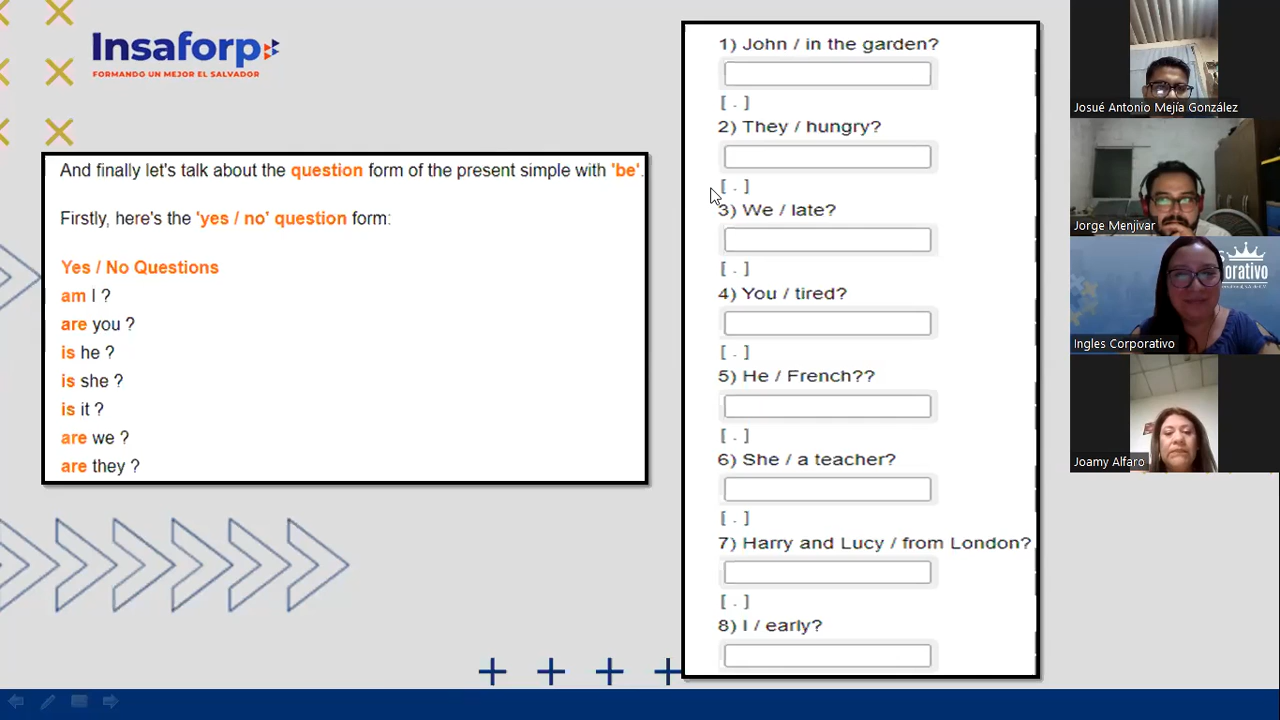 Insaforp
FORMANDO UN MEJOR EL SALVADOR
And finally let's talk about the question form of the present simple with 'be'.
Firstly, here's the 'yes / no' question form:
Yes / No Questions
am I ?
are you ?
is he ?
is she ?
is it ?
are we ?
are they ?
1) John / in the garden?
[ . ]
2) They / hungry?
[ . ]
3) We / late?
[ . ]
4) You / tired?
[ . ]
5) He / French??
[ . ]
6) She / a teacher?
[ . ]
7) Harry and Lucy / from London?
[ . ]
8) I / early?
Josué Antonio Mejía González
Jorge Menjivar
orativo
Ingles Corporativo
Joamy Alfaro